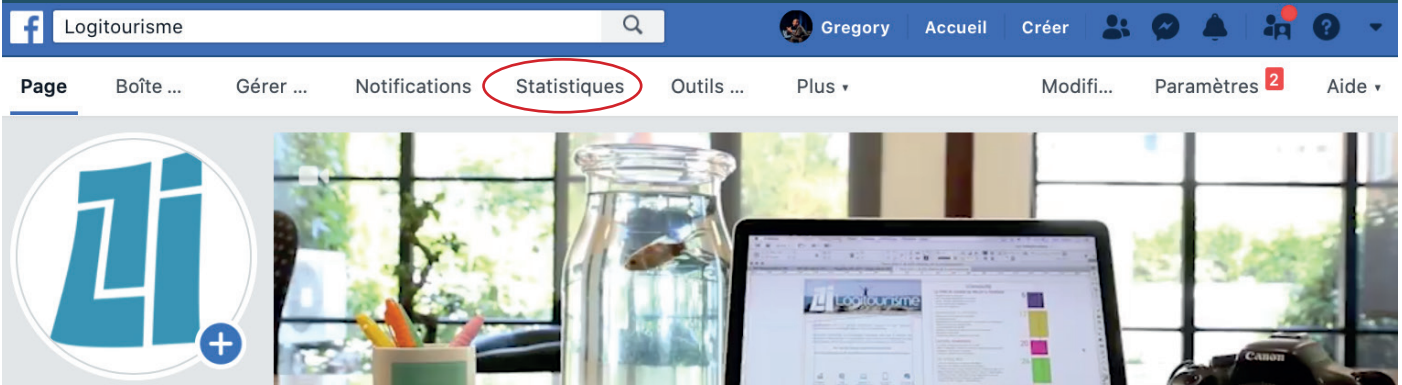 Logitourisme Gregory Accueil Créer
Page Boîte ... Gérer ... Notifications Statistiques Outils ... Plus Modifi... Paramètres 2 Aide
Logitourisme
Canon